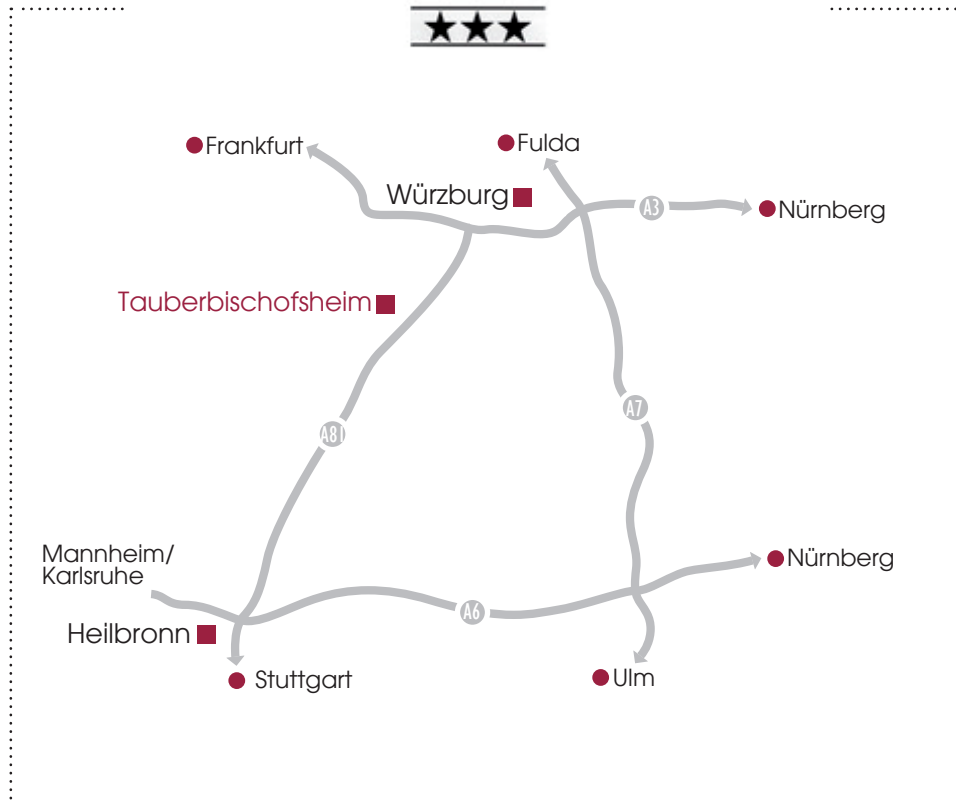 Frankfurt
Fulda
Würzburg
A3
Nürnberg
Tauberbischofsheim
A7
A81
Mannheim/
Karlsruhe
Nürnberg
A6
Heilbronn
Stuttgart
Ulm